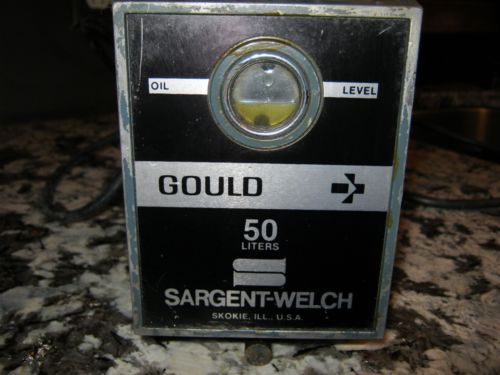 OIL LEVEL
GOULD
50
LITERS
SARGENT-WELCH
SKOKIE, ILL., U.S.A.